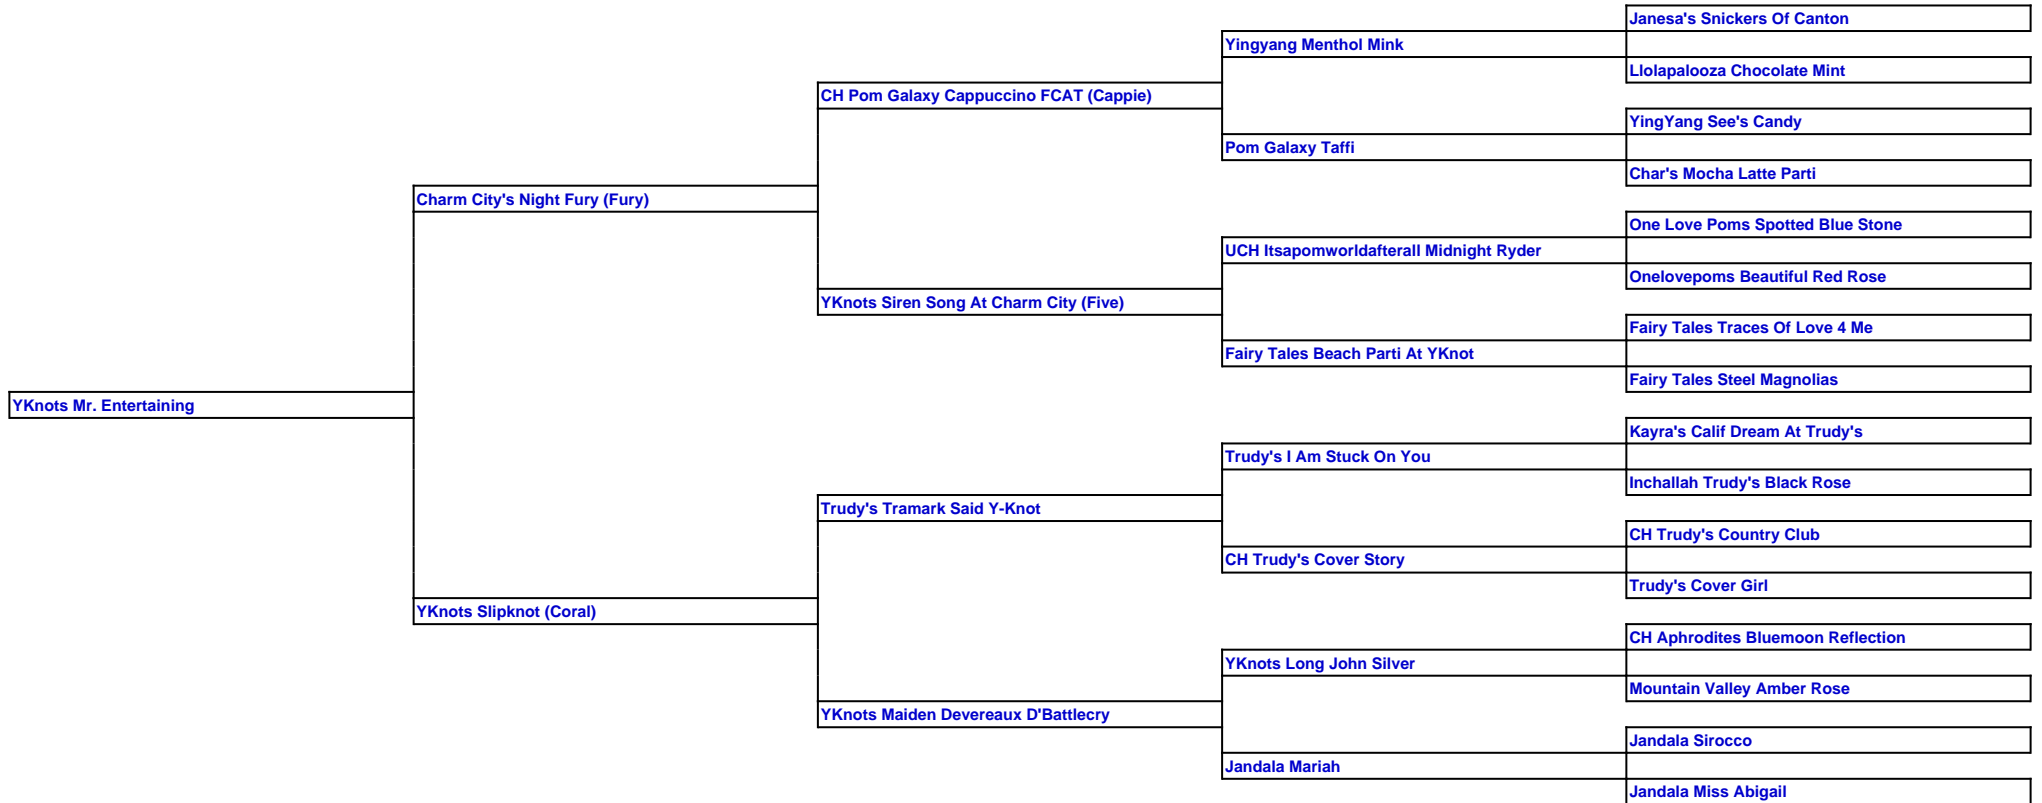 Janesa's Snickers Of Canton
Yingyang Menthol Mink
Llolapalooza Chocolate Mint
CH Pom Galaxy Cappuccino FCAT (Cappie)
YingYang See's Candy
Pom Galaxy Taffi
Char's Mocha Latte Parti
Charm City's Night Fury (Fury)
One Love Poms Spotted Blue Stone
UCH Itsapomworldafterall Midnight Ryder
Onelovepoms Beautiful Red Rose
YKnots Siren Song At Charm City (Five)
Fairy Tales Traces Of Love 4 Me
Fairy Tales Beach Parti At YKnot
Fairy Tales Steel Magnolias
YKnots Mr. Entertaining
Kayra's Calif Dream At Trudy's
Trudy's I Am Stuck On You
Inchallah Trudy's Black Rose
Trudy's Tramark Said Y-Knot
CH Trudy's Country Club
CH Trudy's Cover Story
Trudy's Cover Girl
YKnots Slipknot (Coral)
CH Aphrodites Bluemoon Reflection
YKnots Long John Silver
Mountain Valley Amber Rose
YKnots Maiden Devereaux D'Battlecry
Jandala Sirocco
Jandala Mariah
Jandala Miss Abigail